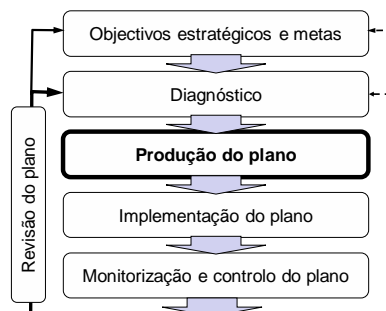 Objectivos estratégicos e metas
Diagnóstico
Produção do plano
Implementação do plano
Monitorização e controlo do plano
Revisão do plano